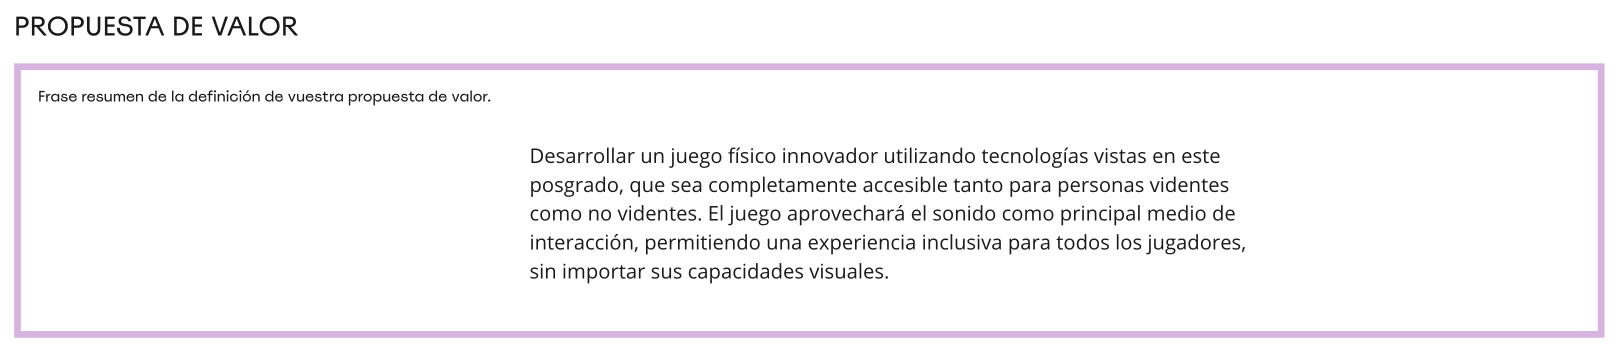 PROPUESTA DE VALOR
Frase resumen de la definición de vuestra propuesta de valor.
Desarrollar un juego físico innovador utilizando tecnologías vistas en este
posgrado, que sea completamente accesible tanto para personas videntes
como no videntes. El juego aprovechará el sonido como principal medio de
interacción, permitiendo una experiencia inclusiva para todos los jugadores,
sin importar sus capacidades visuales.